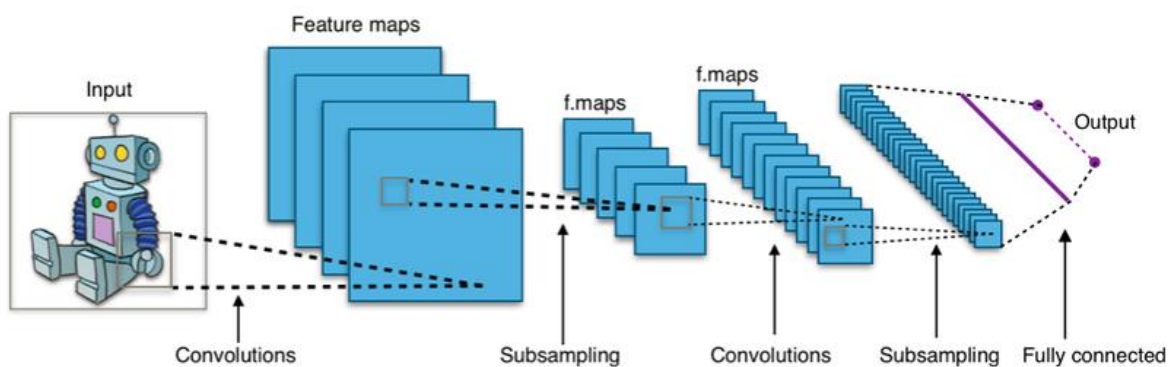 Feature maps
Input
f.maps
f.maps
Output
Convolutions
Subsampling
Convolutions
Subsampling
Fully connected